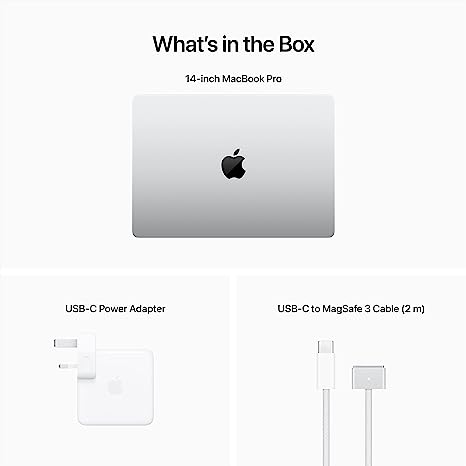 What's in the Box
14-inch MacBook Pro
USB-C Power Adapter
USB-C to MagSafe 3 Cable (2 m)